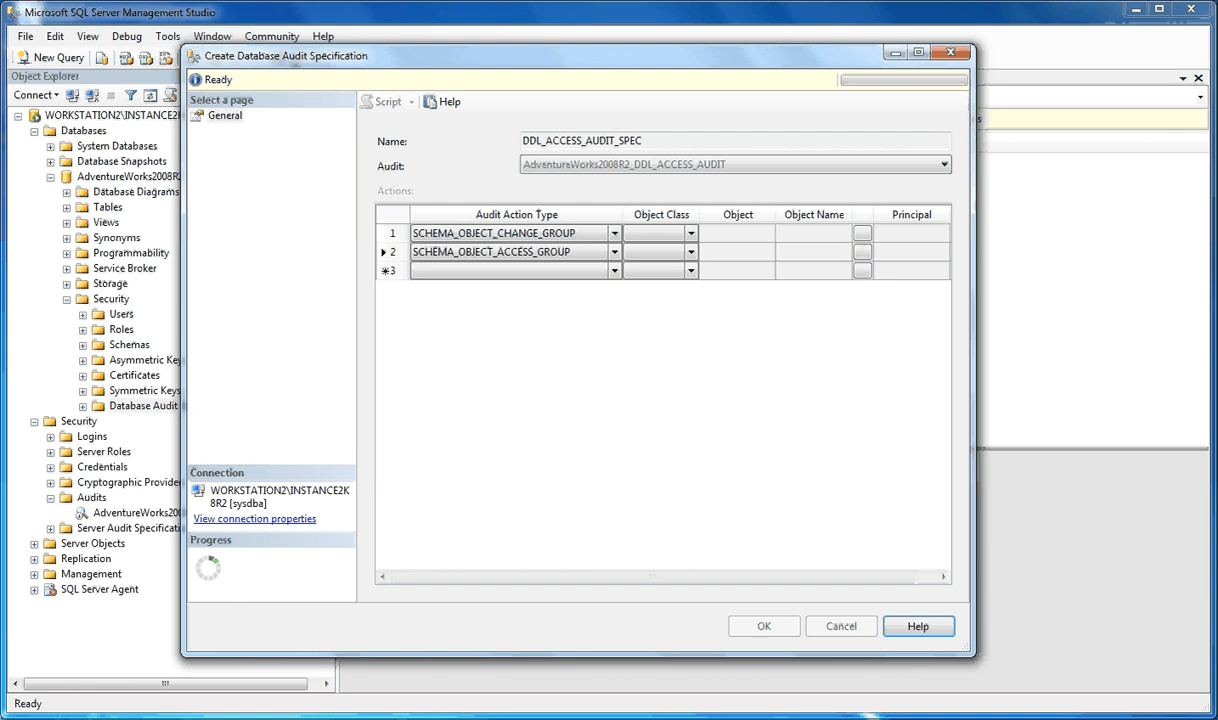 Microsoft SQL Server Management Studio
File Edit View Debug Tools Window Community Help
New Query
Object Explorer
Connect
WORKSTATION2\INSTANCE2K
Databases
System Databases
Database Snapshots
AdventureWorks2008R2
Database Diagrams
Tables
Views
Synonyms
Programmability
Service Broker
Storage
Security
Users
Roles
Schemas
Asymmetric Key
Certificates
Symmetric Keys
Database Audit
Security
Logins
Server Roles
Credentials
Cryptographic Provide
Audits
AdventureWorks200
Server Audit Specificati
Server Objects
Replication
Management
SQL Server Agent
Ready
Create Database Audit Specification
Ready
Select a page
General
Script Help
Name: DDL_ACCESS_AUDIT_SPEC
Audit: AdventureWorks2008R2_DDL_ACCESS_AUDIT
Actions:
Audit Action Type Object Class Object Object Name Principal
1 SCHEMA_OBJECT_CHANGE_GROUP
2 SCHEMA_OBJECT_ACCESS_GROUP
*3
Connection
WORKSTATION2\INSTANCE2K
8R2 [sysdba]
View connection properties
Progress
OK Cancel Help